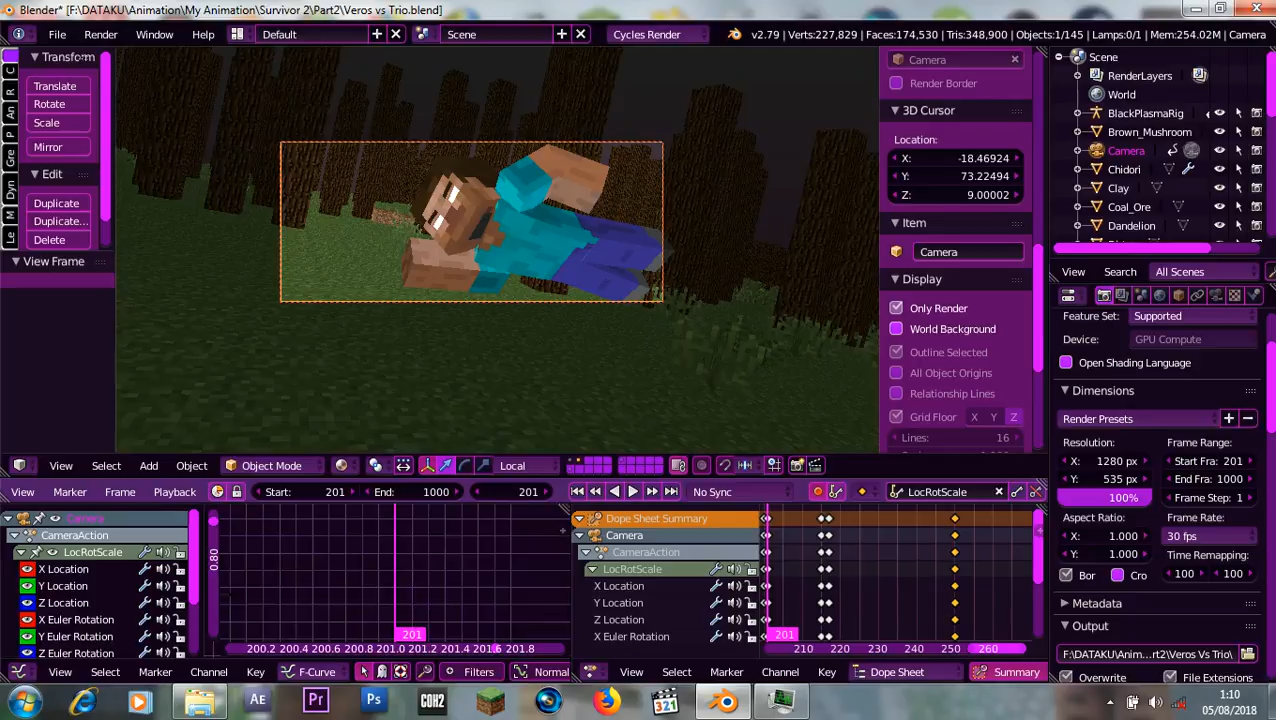 Blender* [F:\DATAKU\My Animation\Survivor 2\Part2\Veros vs Trio.blend]
File Render Window Help Default Scene Cycles Render v2.79 | Verts:227,829 | Faces:174,530 | Tris:348,900 | Objects:1/145 | Lamps:0/1 | Mem:254.02M | Camera
Transform
Translate
Rotate
Scale
Mirror
Edit
Duplicate
Duplicate...
Delete
View Frame
C
R
An
P
Gre
Dyn
M
Le
Camera
Render Border
3D Cursor
Location:
X: -18.46924
Y: 73.22494
Z: 9.00002
Item
Camera
Display
Only Render
World Background
Outline Selected
All Object Origins
Relationship Lines
Grid Floor X Y Z
Lines: 16
Scene
RenderLayers
World
BlackPlasmaRig
Brown_Mushroom
Camera
Chidori
Clay
Coal_Ore
Dandelion
View Search All Scenes
Feature Set: Supported
Device: GPU Compute
Open Shading Language
Dimensions
Render Presets
Resolution: Frame Range:
X: 1280 px Start Fra: 201
Y: 535 px End Fra: 1000
100% Frame Step: 1
Aspect Ratio: Frame Rate:
X: 1.000 30 fps
Y: 1.000 Time Remapping:
Bor Cro 100 100
Metadata
Output
F:\DATAKU\Anim...rt2\Veros Vs Trio\
Overwrite File Extensions
View Select Add Object Object Mode Local
View Marker Frame Playback Start: 201 End: 1000 201 No Sync LocRotScale
Camera
CameraAction
LocRotScale
X Location
Y Location
Z Location
X Euler Rotation
Y Euler Rotation
Z Euler Rotation
0.80
201
200.2 200.4 200.6 200.8 201.0 201.2 201.4 201.6 201.8
View Select Marker Channel Key F-Curve Filters Normal
Dope Sheet Summary
Camera
CameraAction
LocRotScale
X Location
Y Location
Z Location
X Euler Rotation
201
210 220 230 240 250 260
View Select Marker Channel Key Dope Sheet Summary
Ae Pr Ps COH2 321
1:10
05/08/2018